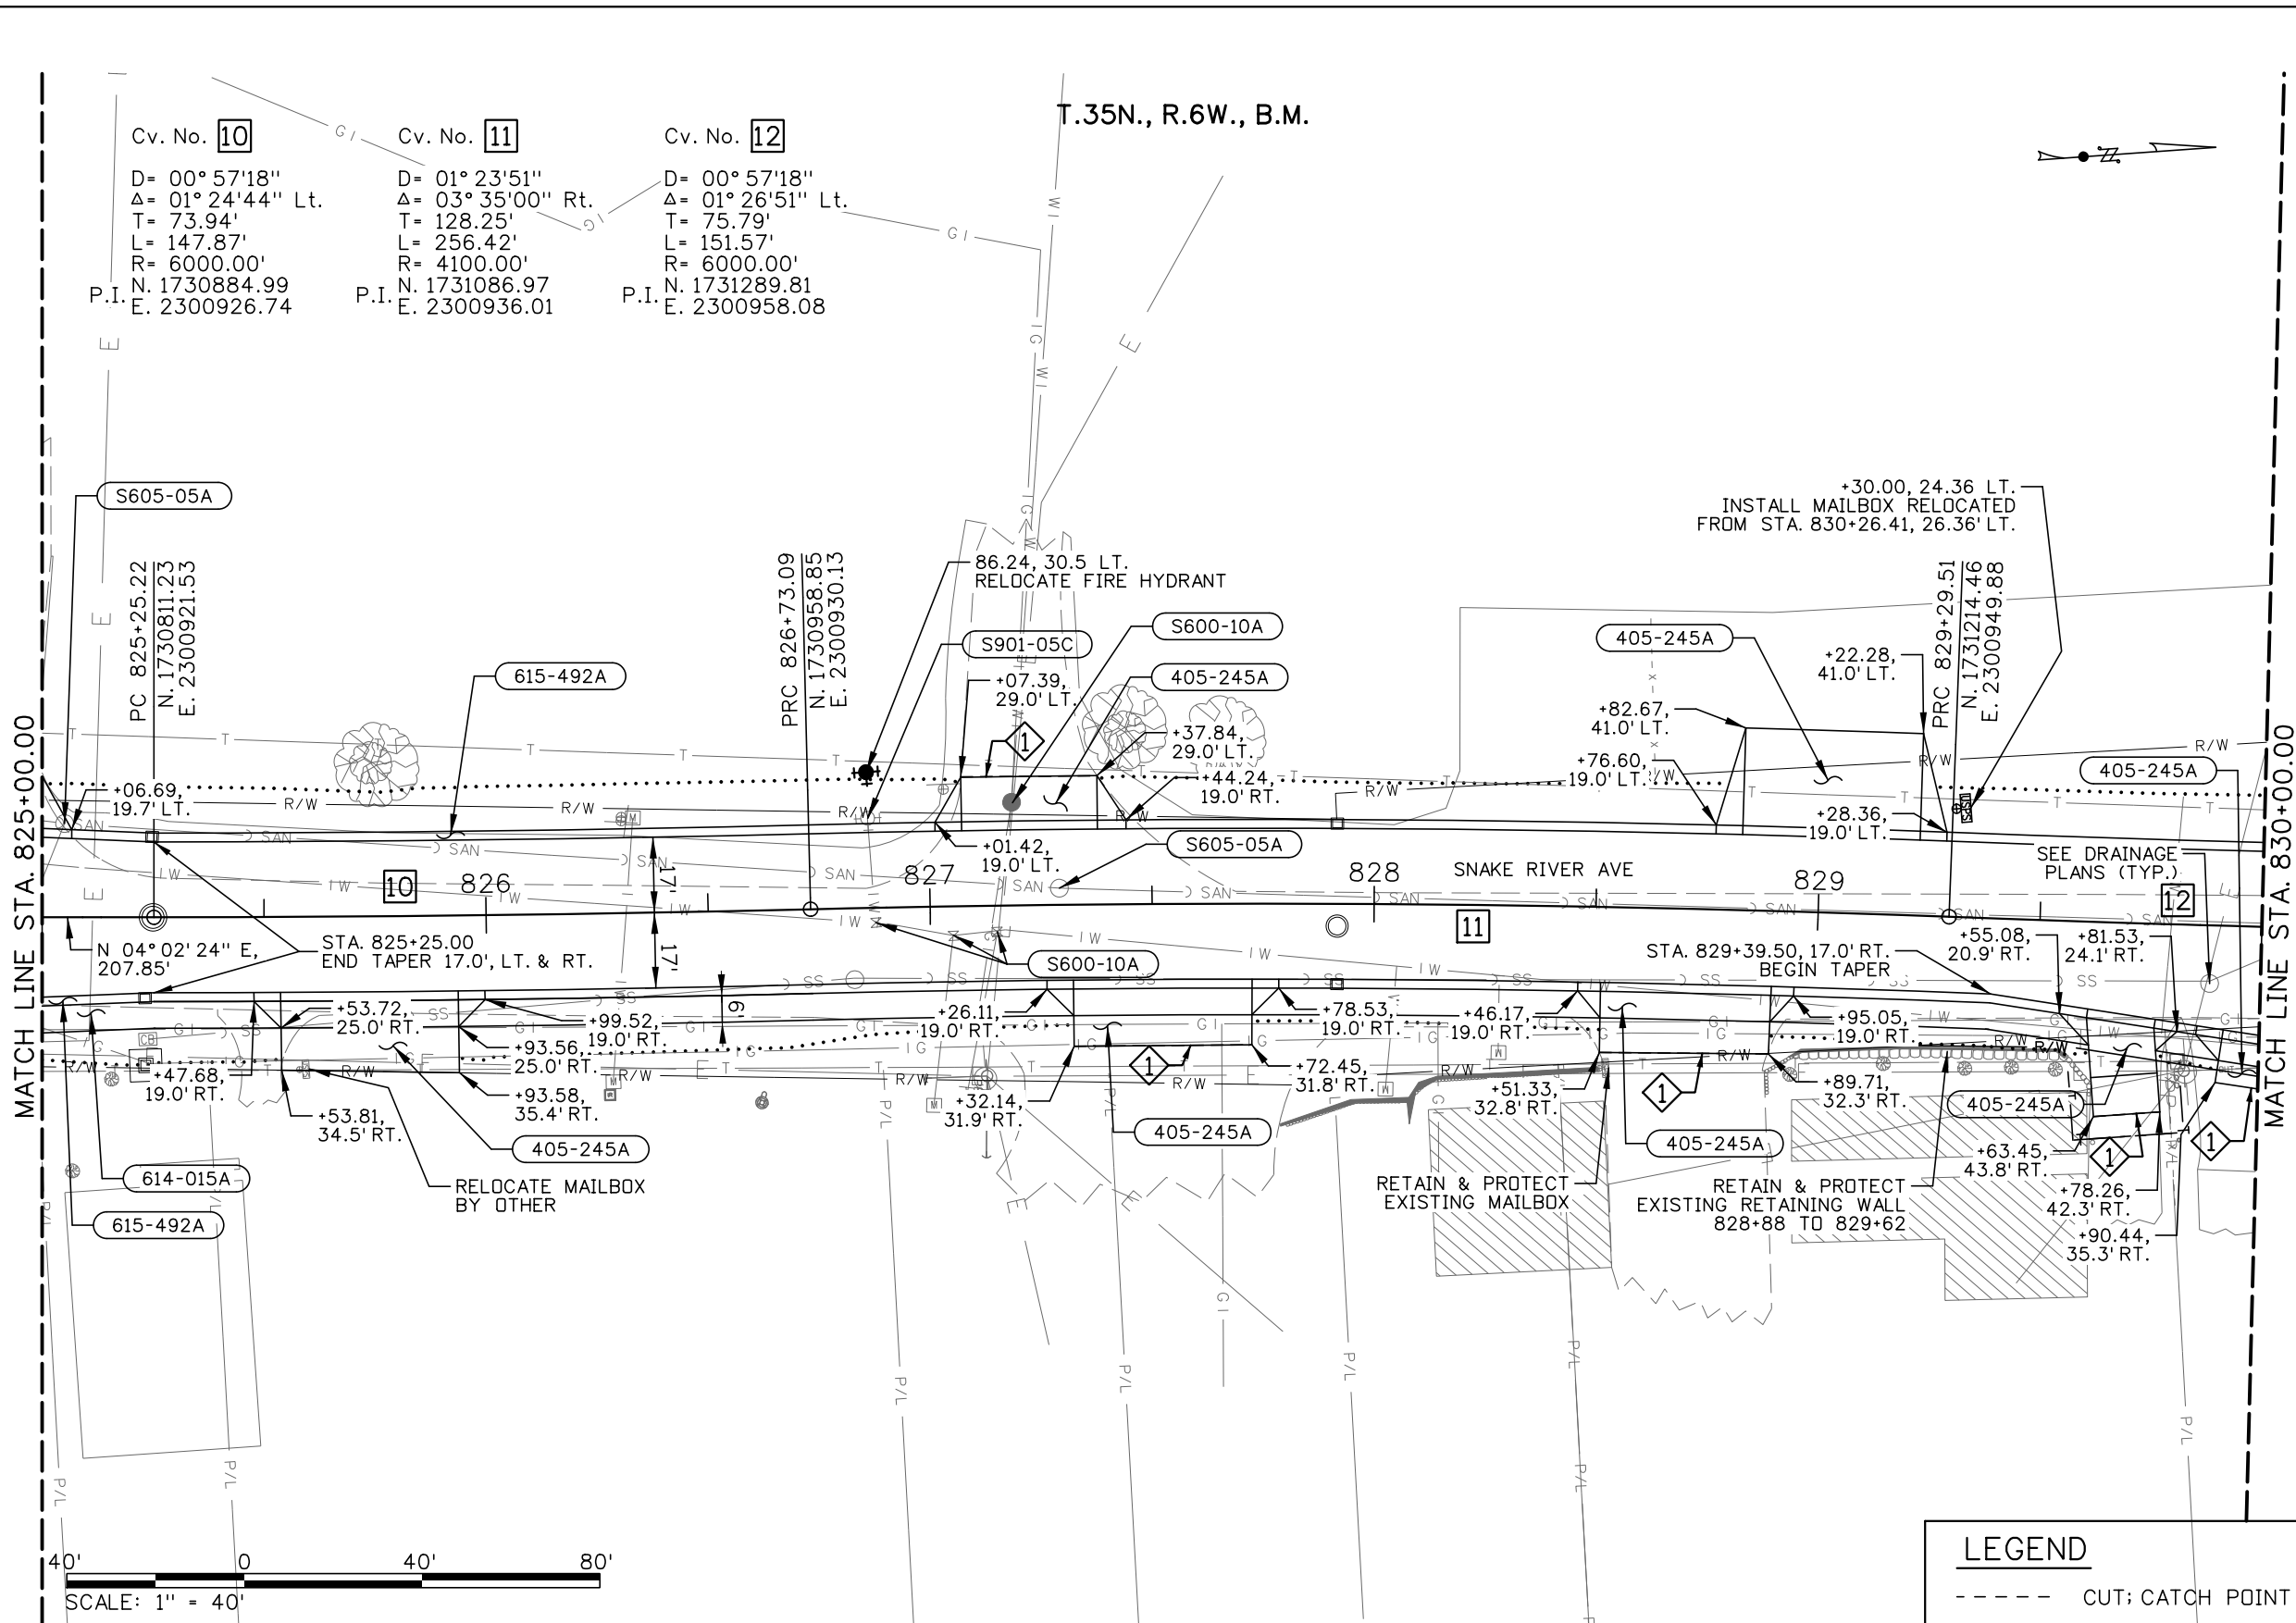 T.35N., R.6W., B.M.
Cv. No. 10
D= 00°57'18"
Δ= 01°24'44" Lt.
T= 73.94'
L= 147.87'
R= 6000.00'
P.I. N. 1730884.99
E. 2300926.74
Cv. No. 11
D= 01°23'51"
Δ= 03°35'00" Rt.
T= 128.25'
L= 256.42'
R= 4100.00'
P.I. N. 1731086.97
E. 2300936.01
Cv. No. 12
D= 00°57'18"
Δ= 01°26'51" Lt.
T= 75.79'
L= 151.57'
R= 6000.00'
P.I. N. 1731289.81
E. 2300958.08
MATCH LINE STA. 825+00.00
MATCH LINE STA. 830+00.00
S605-05A
PC 825+25.22
N. 1730811.23
E. 2300921.53
615-492A
PRC 826+73.09
N. 1730958.85
E. 2300930.13
86.24, 30.5 LT.
RELOCATE FIRE HYDRANT
S901-05C
S600-10A
405-245A
+07.39,
29.0' LT.
1
+37.84,
29.0' LT.
+44.24,
19.0' RT.
+01.42,
19.0' LT.
S605-05A
405-245A
+30.00, 24.36 LT.
INSTALL MAILBOX RELOCATED
FROM STA. 830+26.41, 26.36' LT.
PRC 829+29.51
N. 1731214.46
E. 2300949.88
+22.28,
41.0' LT.
+82.67,
41.0' LT.
+76.60,
19.0' LT.
+28.36,
19.0' LT.
405-245A
SEE DRAINAGE
PLANS (TYP.)
+06.69,
19.7' LT.
R/W
R/W
R/W
R/W
R/W
R/W
R/W
10
826
827
828
SNAKE RIVER AVE
829
11
12
17'
17'
6'
N 04°02'24" E,
207.85'
STA. 825+25.00
END TAPER 17.0', LT. & RT.
S600-10A
STA. 829+39.50, 17.0' RT.
BEGIN TAPER
+55.08,
20.9' RT.
+81.53,
24.1' RT.
+53.72,
25.0' RT.
+99.52,
19.0' RT.
+93.56,
25.0' RT.
+93.58,
35.4' RT.
+47.68,
19.0' RT.
+53.81,
34.5' RT.
+26.11,
19.0' RT.
+32.14,
31.9' RT.
+78.53,
19.0' RT.
+72.45,
31.8' RT.
+46.17,
19.0' RT.
+51.33,
32.8' RT.
+95.05,
19.0' RT.
+89.71,
32.3' RT.
1
1
1
1
405-245A
405-245A
405-245A
405-245A
+63.45,
43.8' RT.
+78.26,
42.3' RT.
+90.44,
35.3' RT.
614-015A
615-492A
RELOCATE MAILBOX
BY OTHER
RETAIN & PROTECT
EXISTING MAILBOX
RETAIN & PROTECT
EXISTING RETAINING WALL
828+88 TO 829+62
40' 0 40' 80'
SCALE: 1" = 40'
LEGEND
CUT; CATCH POINT